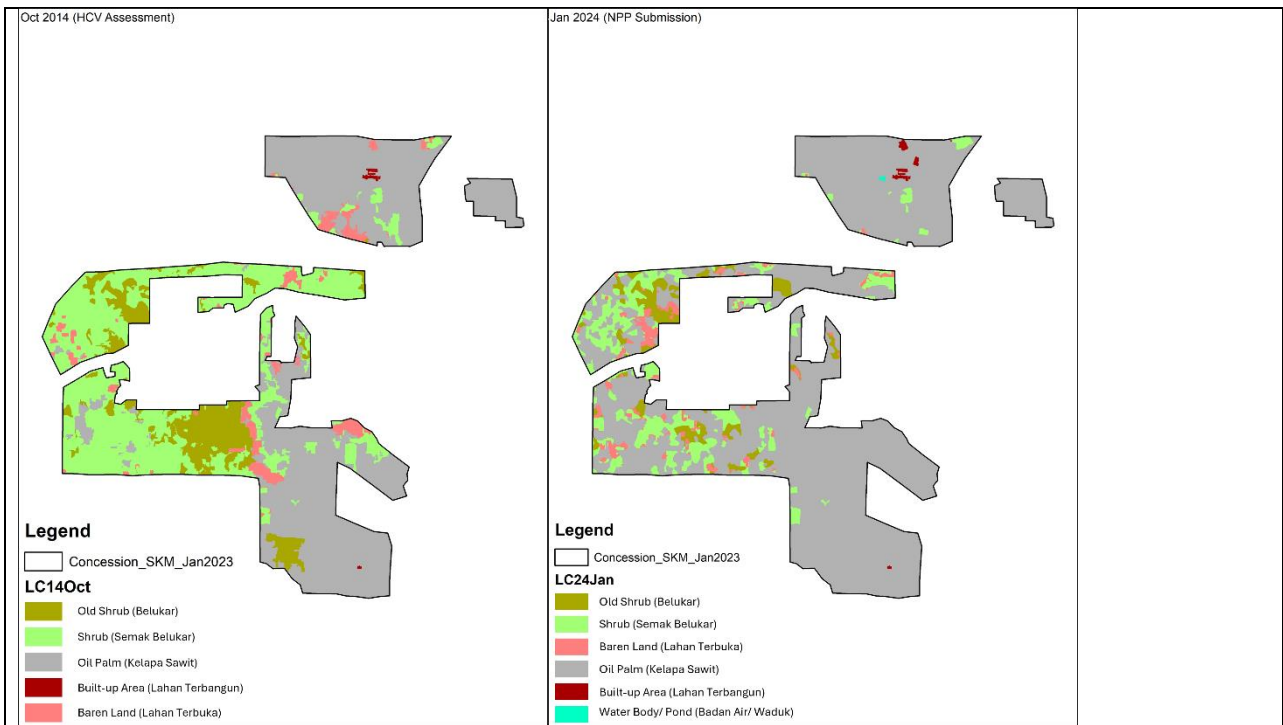 Oct 2014 (HCV Assessment)
Legend
Concession_SKM_Jan2023
LC14Oct
Old Shrub (Belukar)
Shrub (Semak Belukar)
Oil Palm (Kelapa Sawit)
Built-up Area (Lahan Terbangun)
Baren Land (Lahan Terbuka)
Jan 2024 (NPP Submission)
Legend
Concession_SKM_Jan2023
LC24Jan
Old Shrub (Belukar)
Shrub (Semak Belukar)
Baren Land (Lahan Terbuka)
Oil Palm (Kelapa Sawit)
Built-up Area (Lahan Terbangun)
Water Body/ Pond (Badan Air/ Waduk)